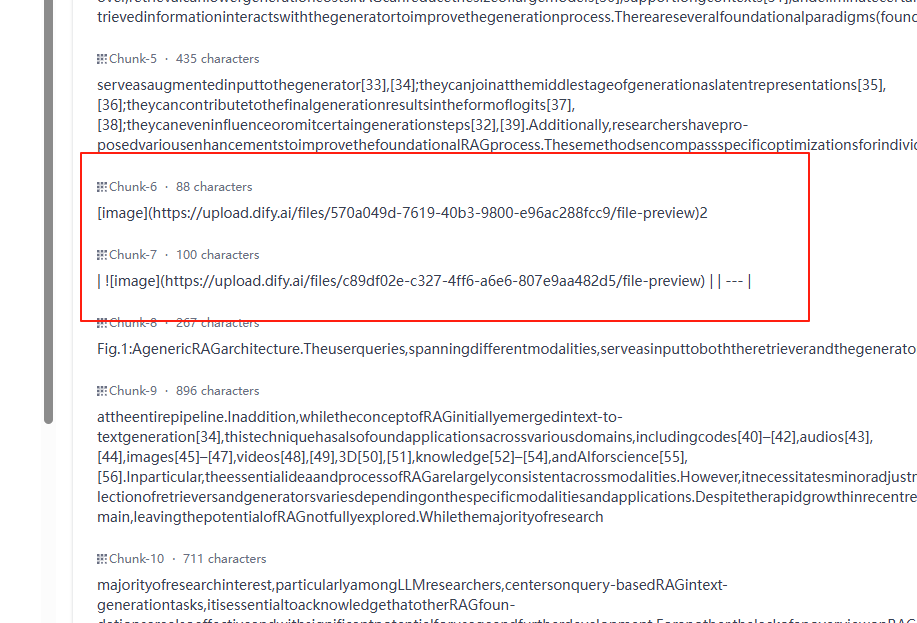 trievedinformationinteractswiththegeneratortoimprovethegenerationprocess.Thereareseveralfoundationalparadigms(found
Chunk-5 · 435 characters
serveasaugmentedinputtothegenerator[33],[34];theycanjoinatthemiddlestageofgenerationaslatentrepresentations[35],
[36];theycancontributetothefinalgenerationresultsintheformoflogits[37],
[38];theycaneveninfluenceoromitcertaingenerationsteps[32],[39].Additionally,researchershavepro-
posedvariousenhancementstoimprovethefoundationalRAGprocess.Thesemethodsencompassspecificoptimizationsforindivid
Chunk-6 · 88 characters
[image](https://upload.dify.ai/files/570a049d-7619-40b3-9800-e96ac288fcc9/file-preview)2
Chunk-7 · 100 characters
| ![image](https://upload.dify.ai/files/c89df02e-c327-4ff6-a6e6-807e9aa482d5/file-preview) | | --- |
Chunk-8 · 267 characters
Fig.1:AgenericRAGarchitecture.Theuserqueries,spanningdifferentmodalities,serveasinputtoboththeretrieverandthegenerato
Chunk-9 · 896 characters
attheentirepipeline.Inaddition,whiletheconceptofRAGinitiallyemergedintext-to-
textgeneration[34],thistechniquehasalsofoundapplicationsacrossvariousdomains,includingcodes[40]–[42],audios[43],
[44],images[45]–[47],videos[48],[49],3D[50],[51],knowledge[52]–[54],andAIforscience[55],
[56].Inparticular,theessentialideaandprocessofRAGarelargelyconsistentacrossmodalities.However,itnecessitatesminoradjustr
lectionofretrieversandgeneratorsvariesdependingonthespecificmodalitiesandapplications.Despitetherapidgrowthinrecentre
main,leavingthepotentialofRAGnotfullyexplored.Whilethemajorityofresearch
Chunk-10 · 711 characters
majorityofresearchinterest,particularlyamongLLMresearchers,centersonquery-basedRAGintext-
generationtasks,itisessentialtoacknowledgethatotherRAGfoun-